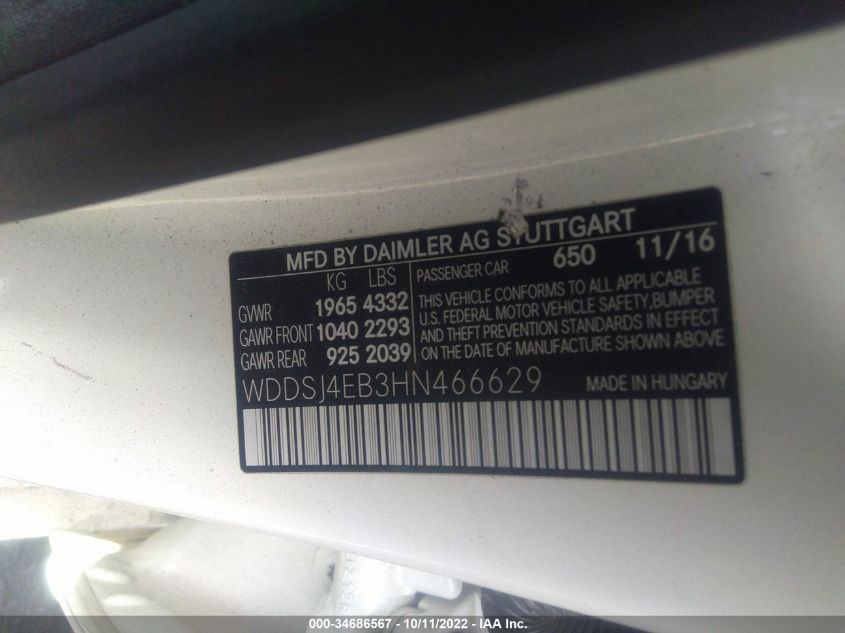 MFD BY DAIMLER AG STUTTGART
KG LBS
PASSENGER CAR 650 11/16
GVWR 1965 4332
GAWR FRONT 1040 2293
GAWR REAR 925 2039
THIS VEHICLE CONFORMS TO ALL APPLICABLE
U.S. FEDERAL MOTOR VEHICLE SAFETY, BUMPER
AND THEFT PREVENTION STANDARDS IN EFFECT
ON THE DATE OF MANUFACTURE SHOWN ABOVE
WDDSJ4EB3HN466629 MADE IN HUNGARY
000-34686567 - 10/11/2022 - IAA Inc.